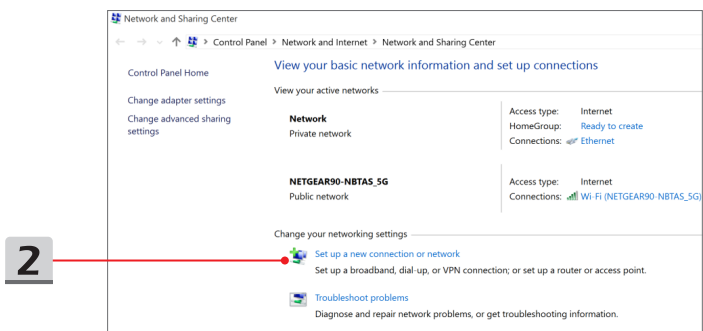 Network and Sharing Center
Control Panel > Network and Internet > Network and Sharing Center
Control Panel Home
Change adapter settings
Change advanced sharing
settings
View your basic network information and set up connections
View your active networks
Network
Private network
Access type: Internet
HomeGroup: Ready to create
Connections: Ethernet
NETGEAR90-NBTAS_5G
Public network
Access type: Internet
Connections: Wi-Fi (NETGEAR90-NBTAS_5G)
Change your networking settings
2
Set up a new connection or network
Set up a broadband, dial-up, or VPN connection; or set up a router or access point.
Troubleshoot problems
Diagnose and repair network problems, or get troubleshooting information.